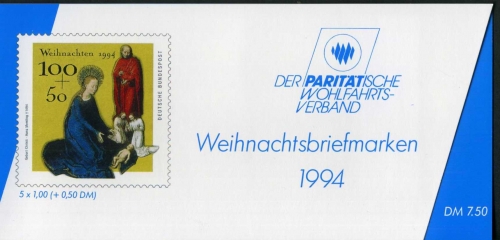 Weihnachten 1994
100
+
50
DEUTSCHE BUNDESPOST
5 x 1,00 (+ 0,50 DM)
DER PARITÄTISCHE
WOHLFAHRTS-
VERBAND
Weihnachtsbriefmarken
1994
DM 7.50